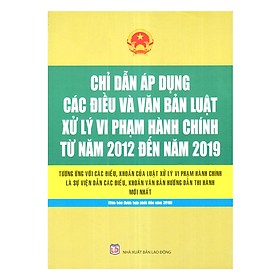 CHỈ DẪN ÁP DỤNG
CÁC ĐIỀU VÀ VĂN BẢN LUẬT
XỬ LÝ VI PHẠM HÀNH CHÍNH
TỪ NĂM 2012 ĐẾN NĂM 2019
TƯƠNG ỨNG VỚI CÁC ĐIỀU, KHOẢN CỦA LUẬT XỬ LÝ VI PHẠM HÀNH CHÍNH
LÀ SỰ VIỆN DẪN CÁC ĐIỀU, KHOẢN VĂN BẢN HƯỚNG DẪN THI HÀNH
MỚI NHẤT
NHÀ XUẤT BẢN LAO ĐỘNG